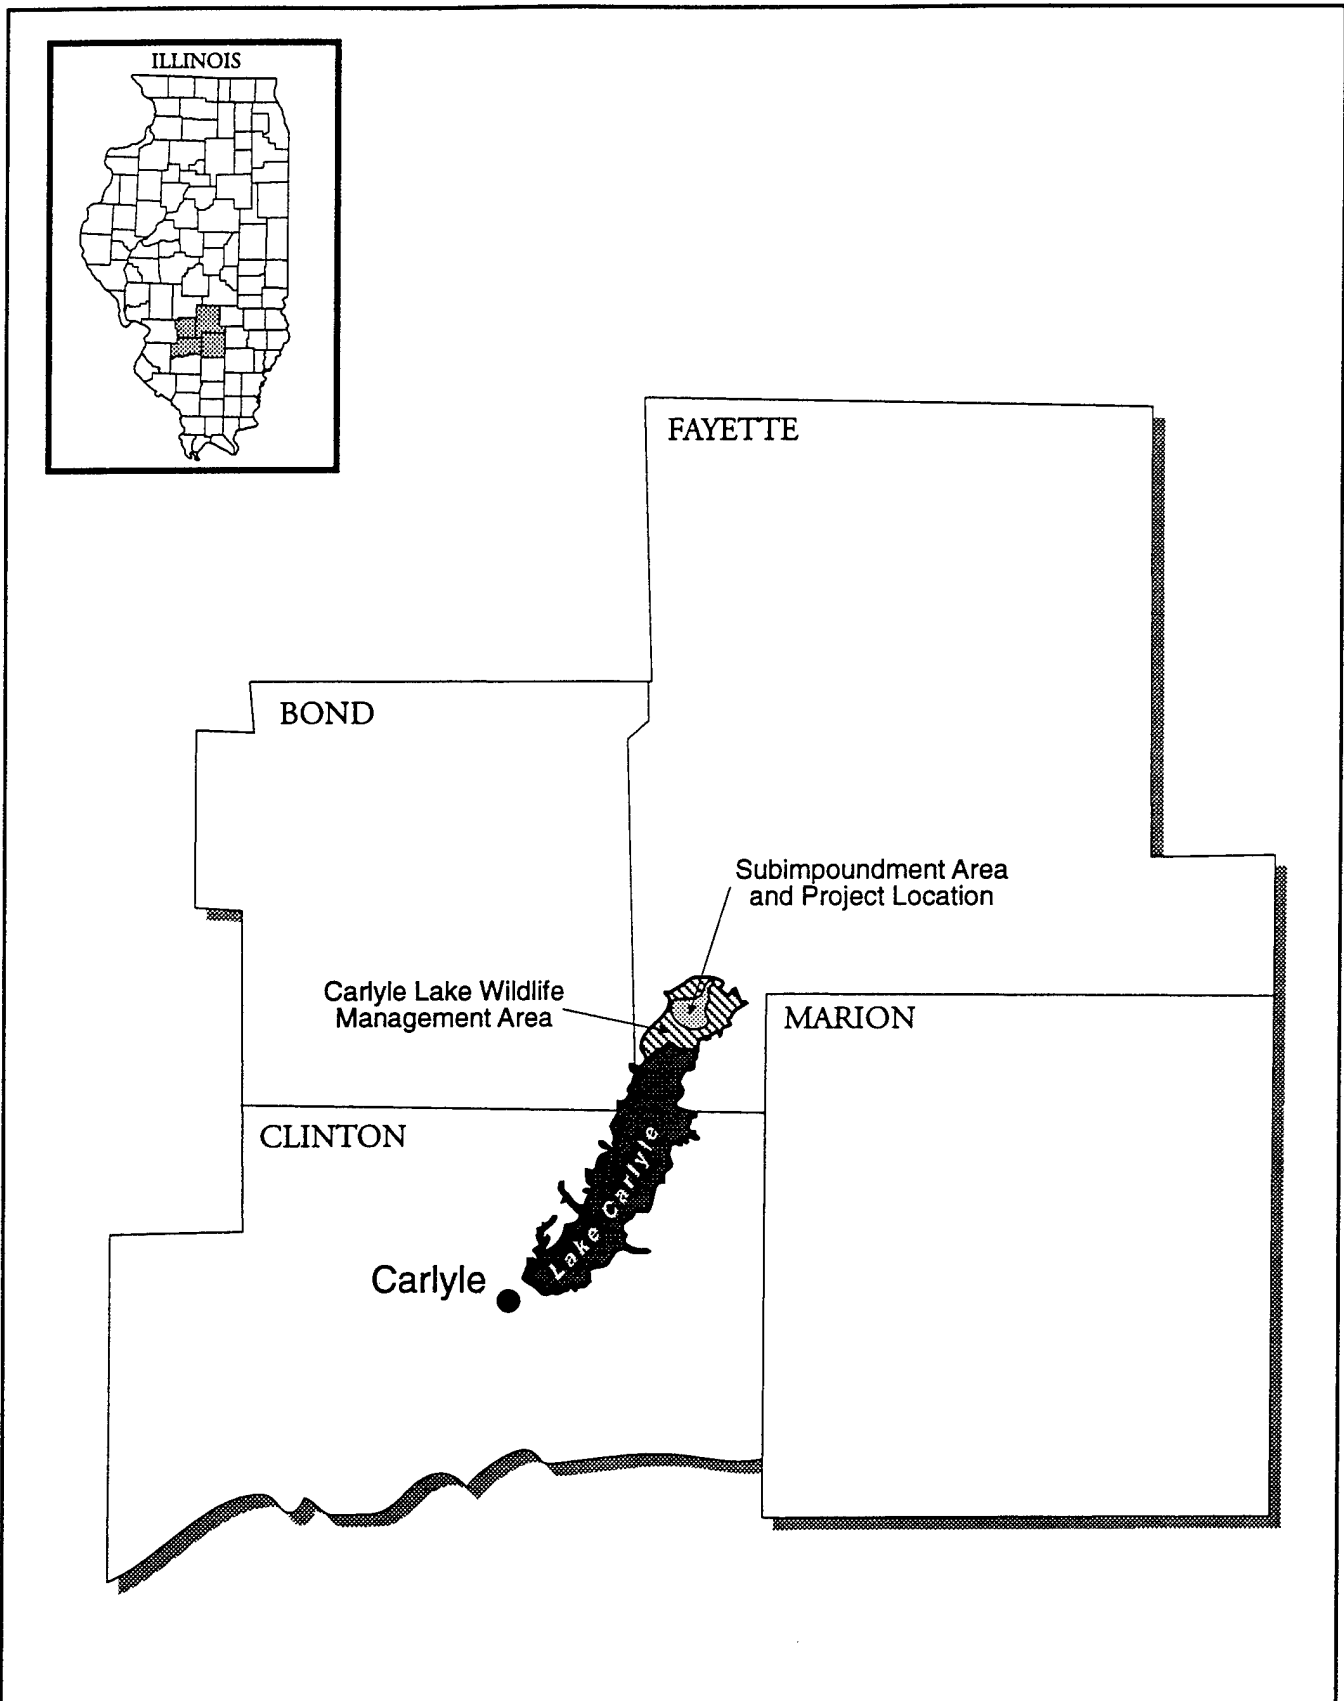 ILLINOIS
FAYETTE
BOND
Subimpoundment Area
and Project Location
Carlyle Lake Wildlife
Management Area
MARION
CLINTON
Lake Carlyle
Carlyle